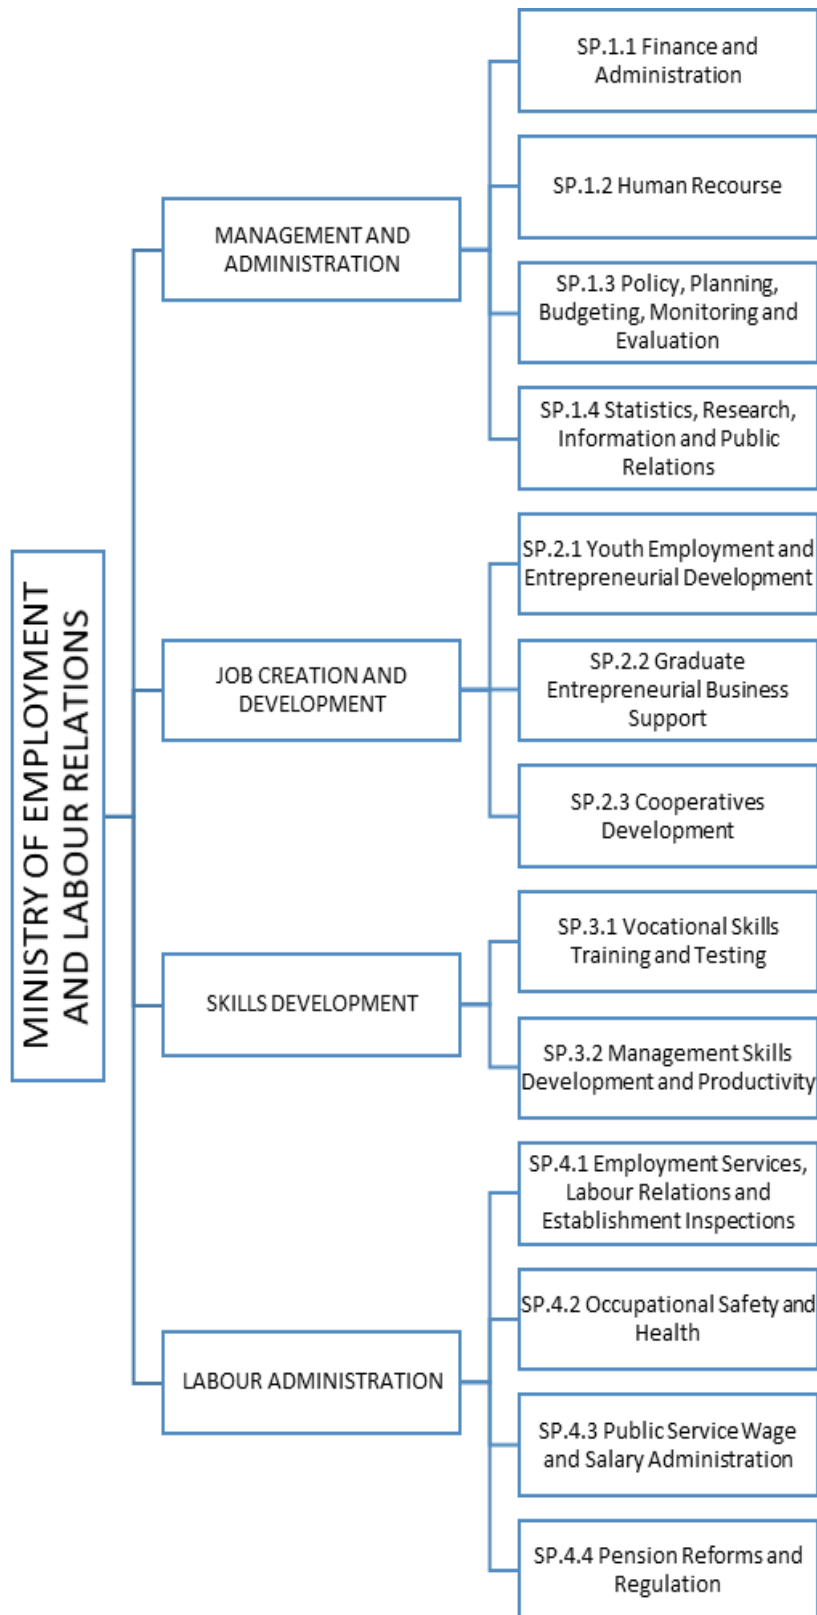 MINISTRY OF EMPLOYMENT
AND LABOUR RELATIONS
MANAGEMENT AND
ADMINISTRATION
SP.1.1 Finance and
Administration
SP.1.2 Human Recourse
SP.1.3 Policy, Planning,
Budgeting, Monitoring and
Evaluation
SP.1.4 Statistics, Research,
Information and Public
Relations
JOB CREATION AND
DEVELOPMENT
SP.2.1 Youth Employment and
Entrepreneurial Development
SP.2.2 Graduate
Entrepreneurial Business
Support
SP.2.3 Cooperatives
Development
SKILLS DEVELOPMENT
SP.3.1 Vocational Skills
Training and Testing
SP.3.2 Management Skills
Development and Productivity
LABOUR ADMINISTRATION
SP.4.1 Employment Services,
Labour Relations and
Establishment Inspections
SP.4.2 Occupational Safety and
Health
SP.4.3 Public Service Wage
and Salary Administration
SP.4.4 Pension Reforms and
Regulation